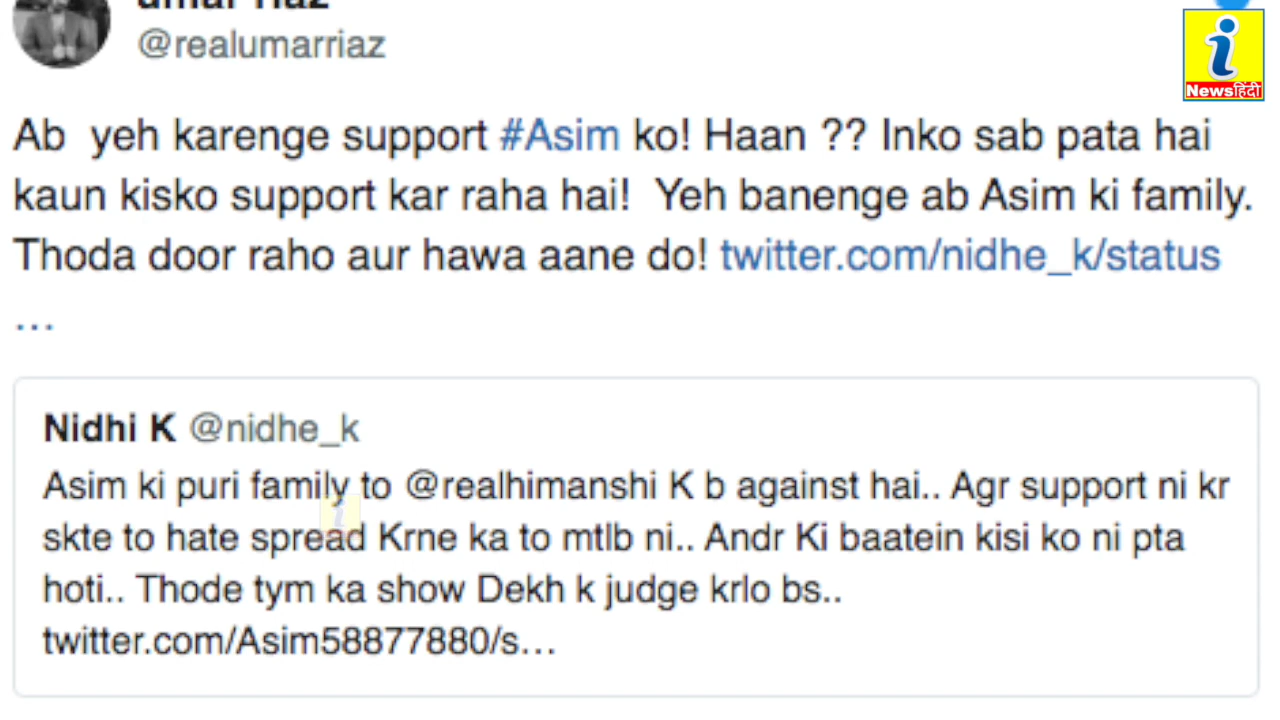 umar riaz
@realumarriaz
i
Newsहिंदी
Ab yeh karenge support #Asim ko! Haan ?? Inko sab pata hai
kaun kisko support kar raha hai! Yeh banenge ab Asim ki family.
Thoda door raho aur hawa aane do! twitter.com/nidhe_k/status
...
Nidhi K @nidhe_k
Asim ki puri family to @realhimanshi K b against hai.. Agr support ni kr
skte to hate spread Krne ka to mtlb ni.. Andr Ki baatein kisi ko ni pta
hoti.. Thode tym ka show Dekh k judge krlo bs..
twitter.com/Asim58877880/s...